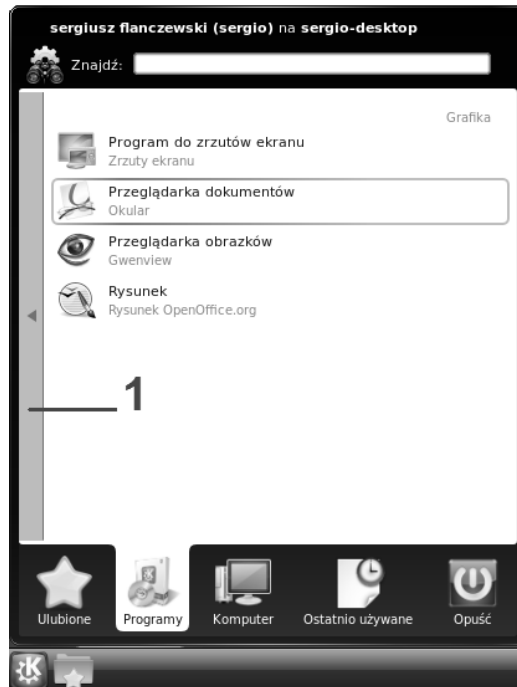 sergiusz flanczewski (sergio) na sergio-desktop
Znajdź:
Grafika
Program do zrzutów ekranu
Zrzuty ekranu
Przeglądarka dokumentów
Okular
Przeglądarka obrazków
Gwenview
Rysunek
Rysunek OpenOffice.org
1
Ulubione Programy Komputer Ostatnio używane Opuść